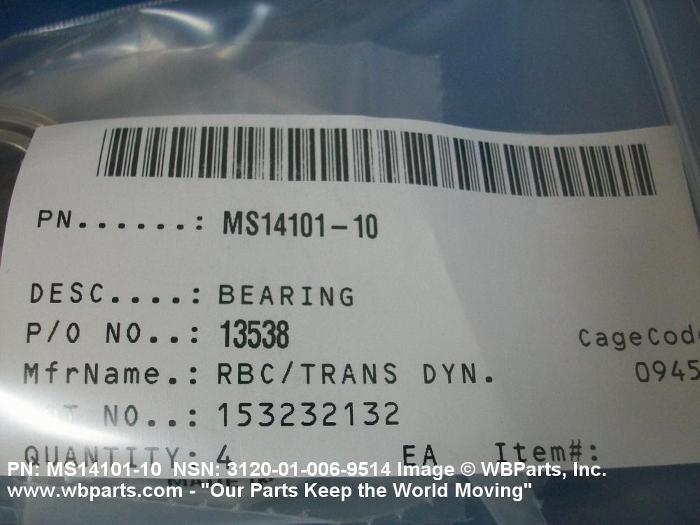 PN......: MS14101-10
DESC....: BEARING
P/O NO..: 13538
CageCod
MfrName.: RBC/TRANS DYN.
0945
NO..: 153232132
QUANTITY: 4 EA Item#:
PN: MS14101-10 NSN: 3120-01-006-9514 Image © WBParts, Inc.
www.wbparts.com - "Our Parts Keep the World Moving"